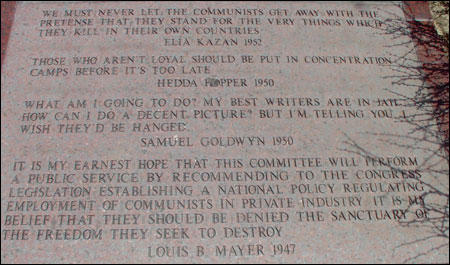 WE MUST NEVER LET THE COMMUNISTS GET AWAY WITH THE
PRETENSE THAT THEY STAND FOR THE VERY THINGS WHICH
THEY KILL IN THEIR OWN COUNTRIES
ELIA KAZAN 1952
THOSE WHO AREN'T LOYAL SHOULD BE PUT IN CONCENTRATION
CAMPS BEFORE IT'S TOO LATE
HEDDA HOPPER 1950
WHAT AM I GOING TO DO? MY BEST WRITERS ARE IN JAIL.
HOW CAN I DO A DECENT PICTURE? BUT I'M TELLING YOU, I
WISH THEY'D BE HANGED.
SAMUEL GOLDWYN 1950
IT IS MY EARNEST HOPE THAT THIS COMMITTEE WILL PERFORM
A PUBLIC SERVICE BY RECOMMENDING TO THE CONGRESS
LEGISLATION ESTABLISHING A NATIONAL POLICY REGULATING
EMPLOYMENT OF COMMUNISTS IN PRIVATE INDUSTRY IT IS MY
BELIEF THAT THEY SHOULD BE DENIED THE SANCTUARY OF
THE FREEDOM THEY SEEK TO DESTROY
LOUIS B. MAYER 1947